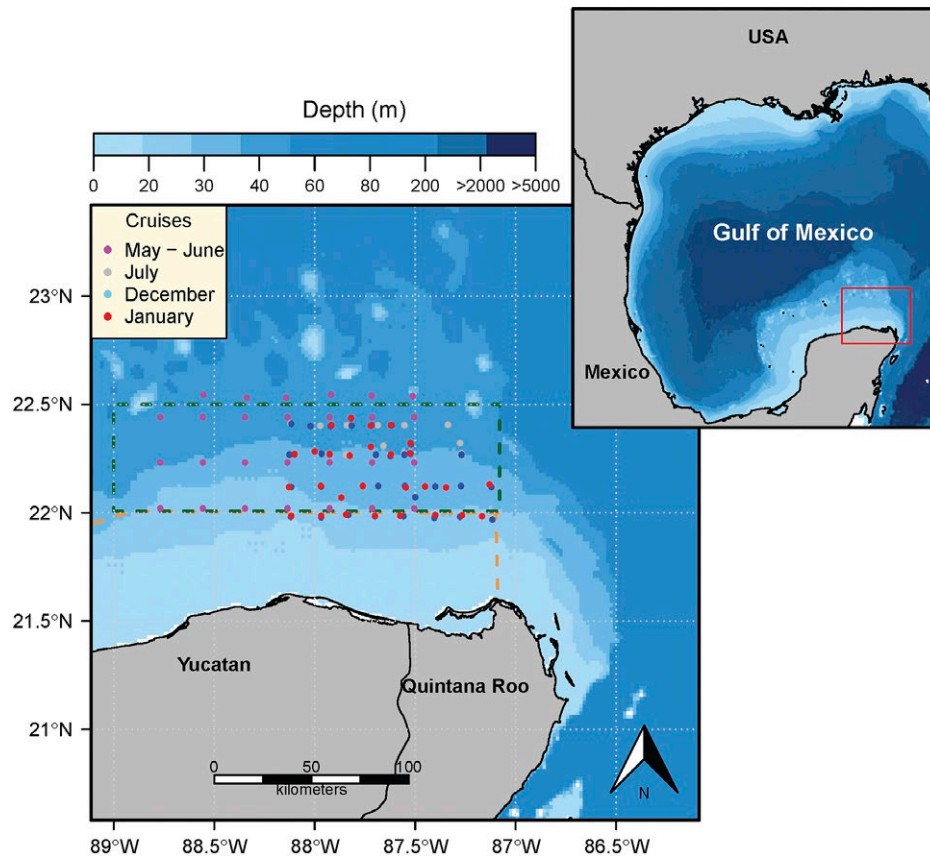 USA
Gulf of Mexico
Mexico
Depth (m)
0 20 30 40 60 80 200 >2000 >5000
Cruises
May – June
July
December
January
23°N
22.5°N
22°N
21.5°N
21°N
Yucatan
Quintana Roo
0 50 100
kilometers
N
89°W 88°W 87.5°W 87°W 86.5°W